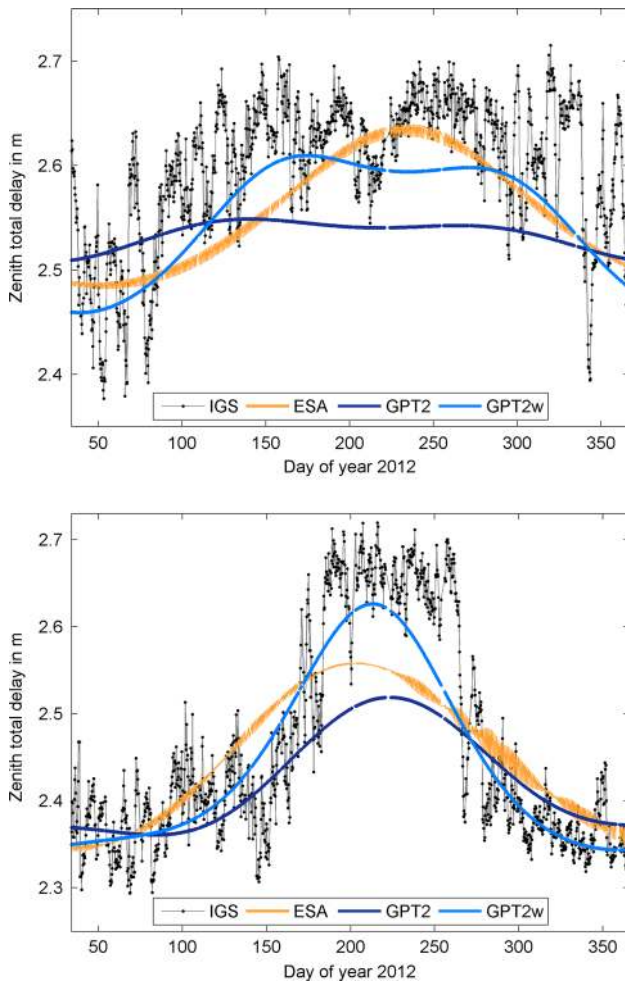 2.7
2.6
2.5
2.4
Zenith total delay in m
IGS ESA GPT2 GPT2w
50 100 150 200 250 300 350
Day of year 2012
2.7
2.6
2.5
2.4
2.3
Zenith total delay in m
IGS ESA GPT2 GPT2w
50 100 150 200 250 300 350
Day of year 2012